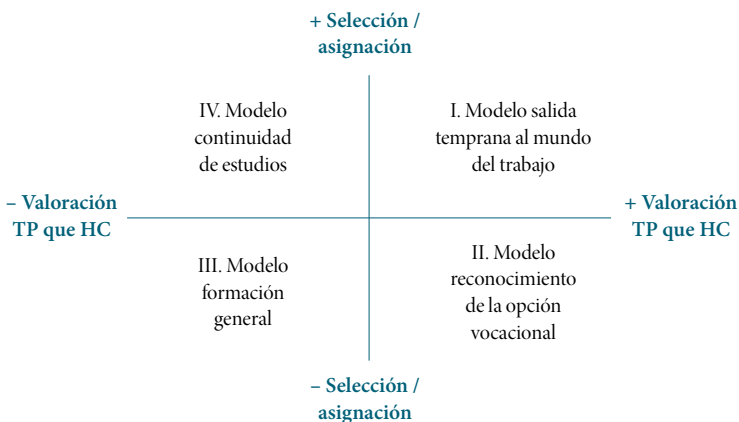 + Selección /
asignación
IV. Modelo
continuidad
de estudios
I. Modelo salida
temprana al mundo
del trabajo
– Valoración
TP que HC
+ Valoración
TP que HC
III. Modelo
formación
general
II. Modelo
reconocimiento
de la opción
vocacional
– Selección /
asignación